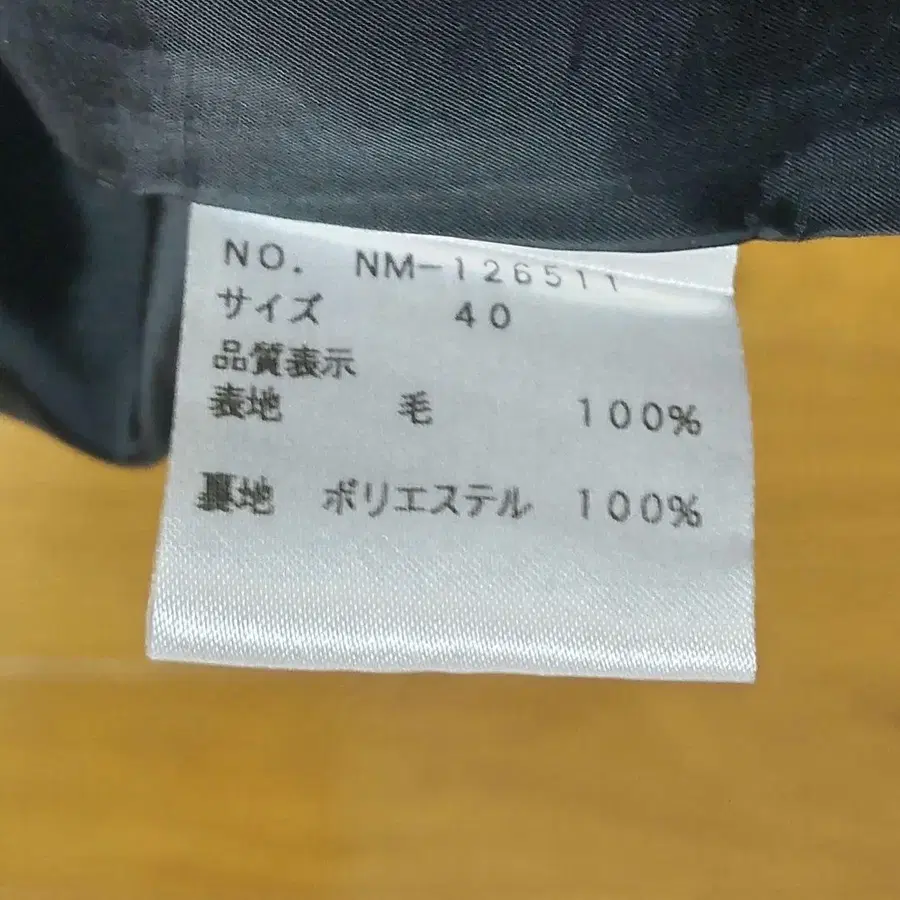 NO. NM-126511
サイズ 40
品質表示
表地 毛 100%
裏地 ポリエステル 100%